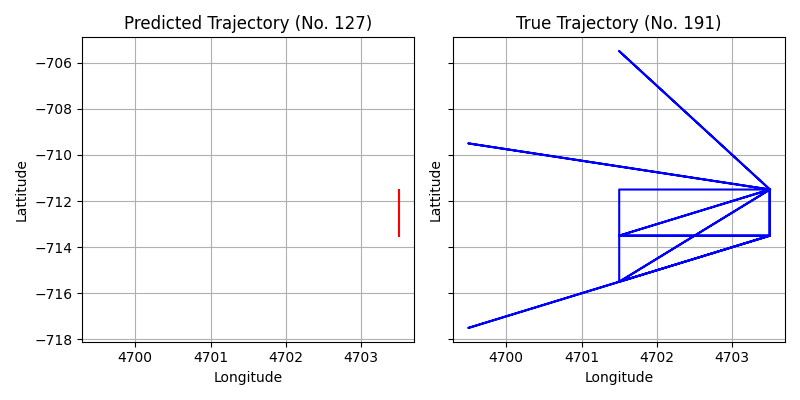 Predicted Trajectory (No. 127)
True Trajectory (No. 191)
−706
−708
−710
−712
−714
−716
−718
Lattitude
Lattitude
4700
4701
4702
4703
4700
4701
4702
4703
Longitude
Longitude